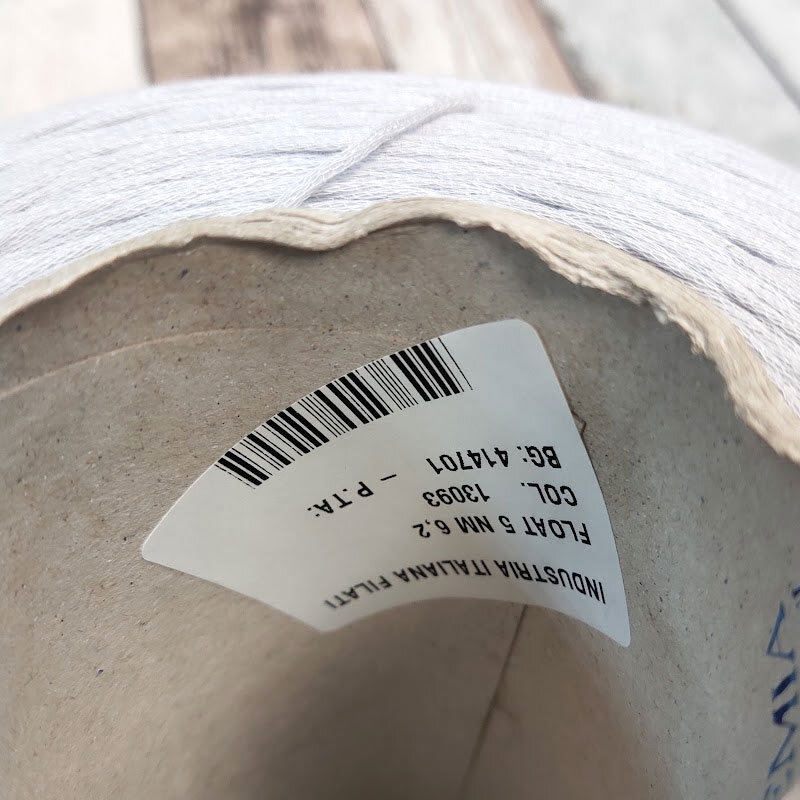 INDUSTRIA ITALIANA FILATI
FLOAT 5 NM 6,2
COL. 13093
BG: 414701 – P.TA: